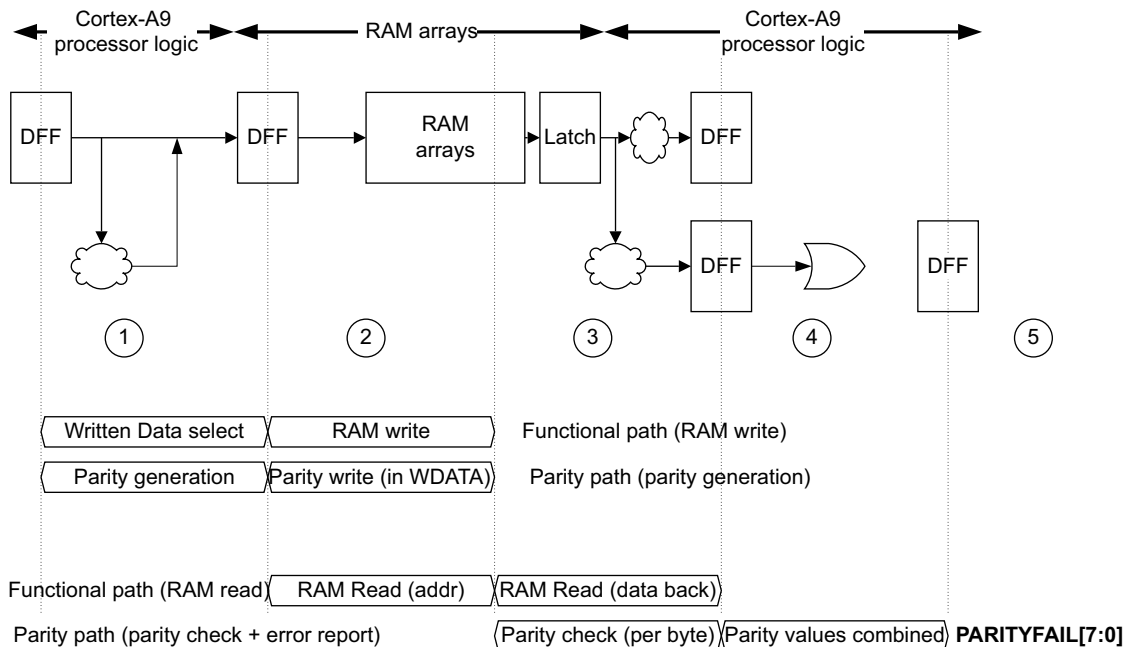 Cortex-A9
processor logic
RAM arrays
Cortex-A9
processor logic
DFF
DFF
RAM
arrays
Latch
DFF
DFF
DFF
1
2
3
4
5
Written Data select
RAM write
Functional path (RAM write)
Parity generation
Parity write (in WDATA)
Parity path (parity generation)
Functional path (RAM read)
RAM Read (addr)
RAM Read (data back)
Parity path (parity check + error report)
Parity check (per byte)
Parity values combined
PARITYFAIL[7:0]